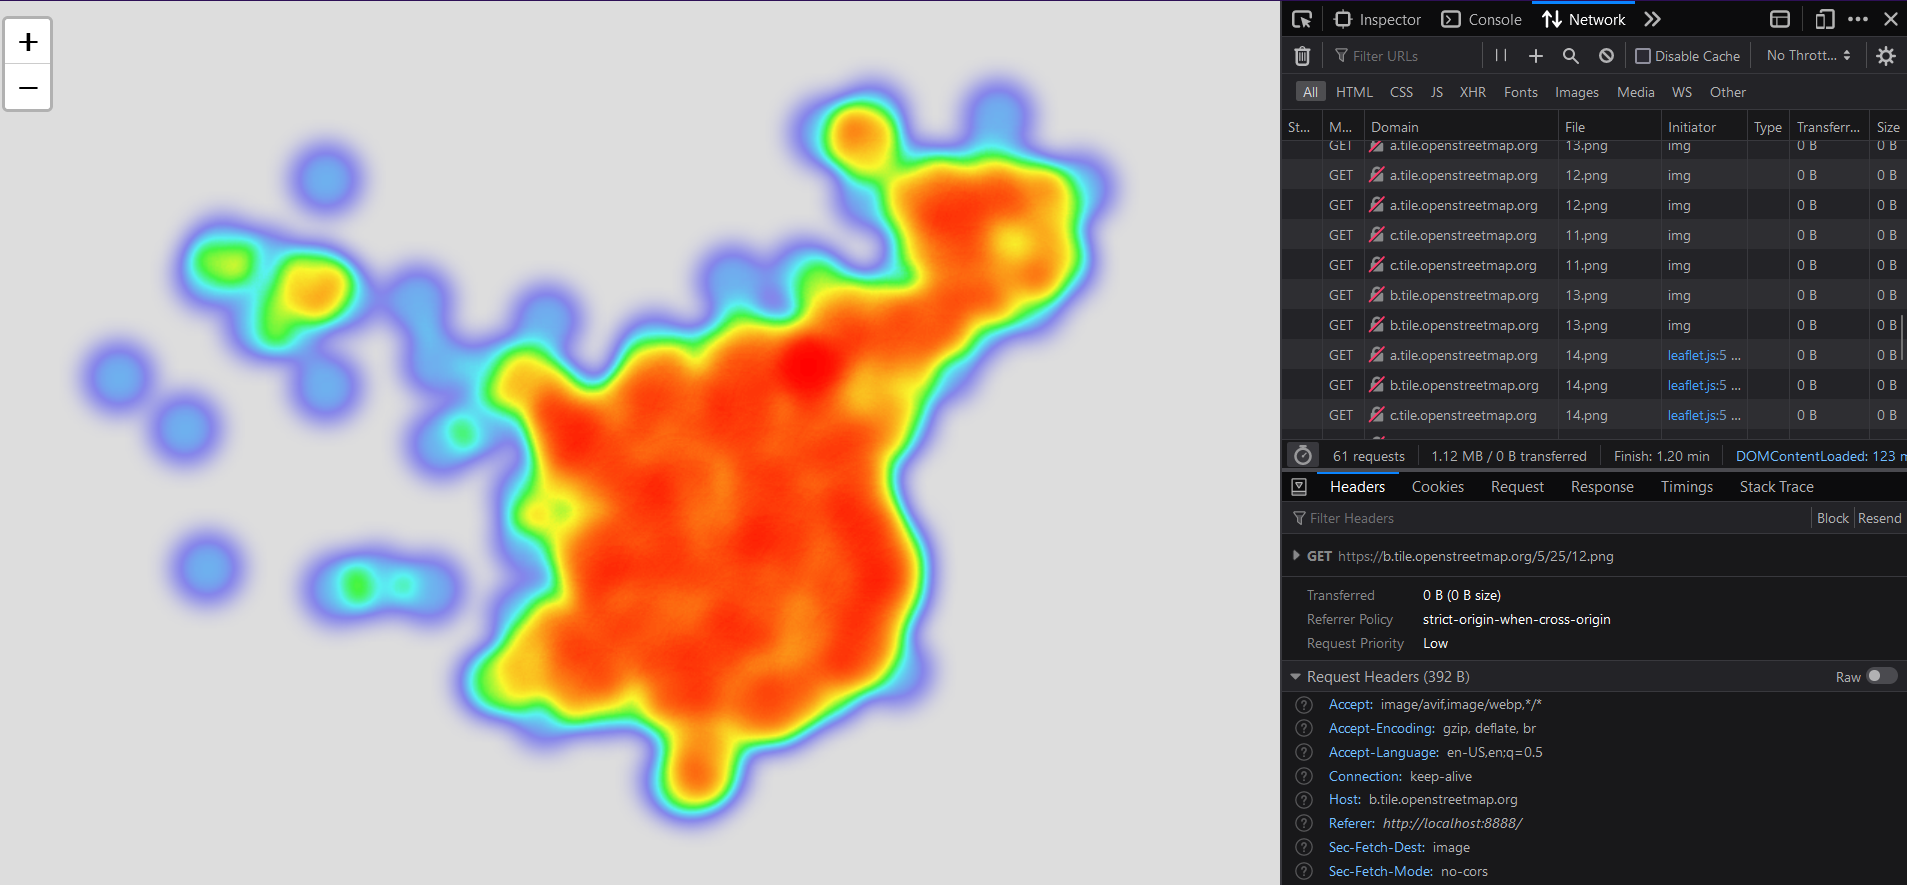 +
−
Inspector Console Network
Filter URLs Disable Cache No Thrott...
All HTML CSS JS XHR Fonts Images Media WS Other
St... M... Domain File Initiator Type Transferr... Size
GET a.tile.openstreetmap.org 13.png img 0 B 0 B
GET a.tile.openstreetmap.org 12.png img 0 B 0 B
GET a.tile.openstreetmap.org 12.png img 0 B 0 B
GET c.tile.openstreetmap.org 11.png img 0 B 0 B
GET c.tile.openstreetmap.org 11.png img 0 B 0 B
GET b.tile.openstreetmap.org 13.png img 0 B 0 B
GET b.tile.openstreetmap.org 13.png img 0 B 0 B
GET a.tile.openstreetmap.org 14.png leaflet.js:5 ... 0 B 0 B
GET b.tile.openstreetmap.org 14.png leaflet.js:5 ... 0 B 0 B
GET c.tile.openstreetmap.org 14.png leaflet.js:5 ... 0 B 0 B
61 requests 1.12 MB / 0 B transferred Finish: 1.20 min DOMContentLoaded: 123 m
Headers Cookies Request Response Timings Stack Trace
Filter Headers Block Resend
GET https://b.tile.openstreetmap.org/5/25/12.png
Transferred 0 B (0 B size)
Referrer Policy strict-origin-when-cross-origin
Request Priority Low
Request Headers (392 B) Raw
Accept: image/avif,image/webp,*/*
Accept-Encoding: gzip, deflate, br
Accept-Language: en-US,en;q=0.5
Connection: keep-alive
Host: b.tile.openstreetmap.org
Referer: http://localhost:8888/
Sec-Fetch-Dest: image
Sec-Fetch-Mode: no-cors